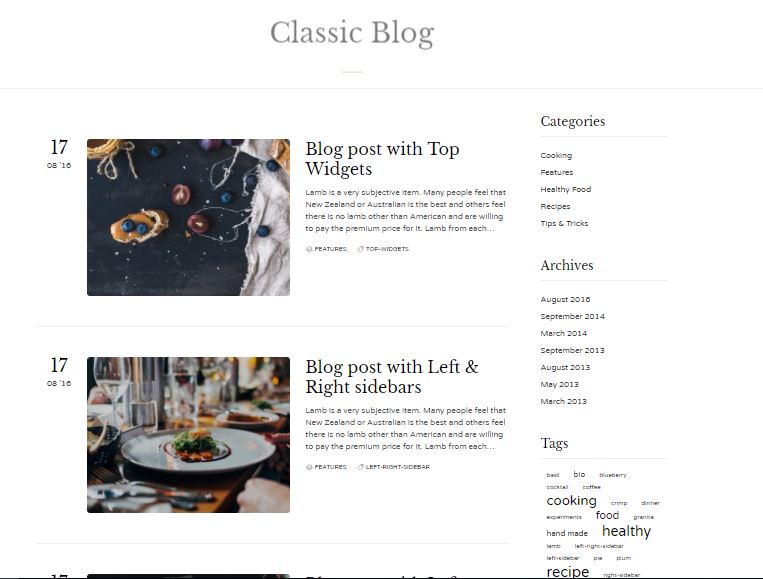 Classic Blog
17
08 '16
Blog post with Top
Widgets
Lamb is a very subjective item. Many people feel that
New Zealand or Australian is the best and others feel
there is no lamb other than American and are willing
to pay the premium price for it. Lamb from each...
FEATURES TOP-WIDGETS
17
08 '16
Blog post with Left &
Right sidebars
Lamb is a very subjective item. Many people feel that
New Zealand or Australian is the best and others feel
there is no lamb other than American and are willing
to pay the premium price for it. Lamb from each...
FEATURES LEFT-RIGHT-SIDEBAR
Categories
Cooking
Features
Healthy Food
Recipes
Tips & Tricks
Archives
August 2016
September 2014
March 2014
September 2013
August 2013
May 2013
March 2013
Tags
basil bio blueberry
cocktail coffee
cooking crimp dinner
experiments food granita
hand made healthy
lamb left-right-sidebar
left-sidebar pie plum
recipe right-sidebar